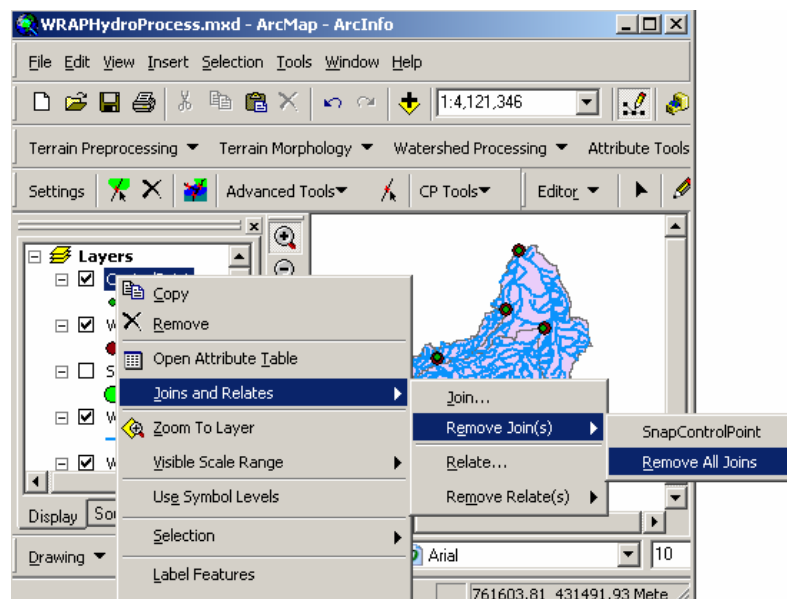 WRAPHydroProcess.mxd - ArcMap - ArcInfo
File Edit View Insert Selection Tools Window Help
1:4,121,346
Terrain Preprocessing Terrain Morphology Watershed Processing Attribute Tools
Settings Advanced Tools CP Tools Editor
Layers
Copy
W Remove
Open Attribute Table
S
Joins and Relates Join...
W Zoom To Layer Remove Join(s) SnapControlPoint
W Visible Scale Range Relate... Remove All Joins
Use Symbol Levels Remove Relate(s)
Display Sou
Selection
Drawing Arial 10
Label Features
761603.81 431491.93 Mete